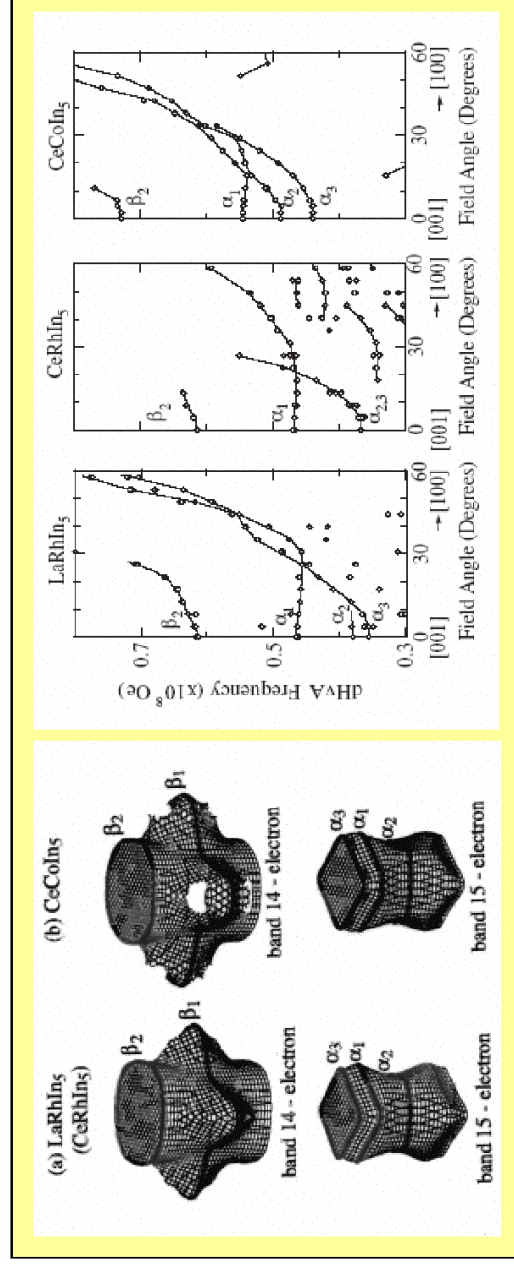 (a) LaRhIn₅
(CeRhIn₅)
β₂
β₁
band 14 - electron
α₃
α₁
α₂
band 15 - electron
(b) CeCoIn₅
β₂
β₁
band 14 - electron
α₃
α₁
α₂
band 15 - electron
dHvA Frequency (x10⁸ Oe)
0.7
0.5
0.3
LaRhIn₅
β₂
α₁
α₂
α₃
0 30 60
[001] → [100]
Field Angle (Degrees)
CeRhIn₅
β₂
α₁
α₂,₃
0 30 60
[001] → [100]
Field Angle (Degrees)
CeCoIn₅
β₂
α₁
α₂
α₃
0 30 60
[001] → [100]
Field Angle (Degrees)